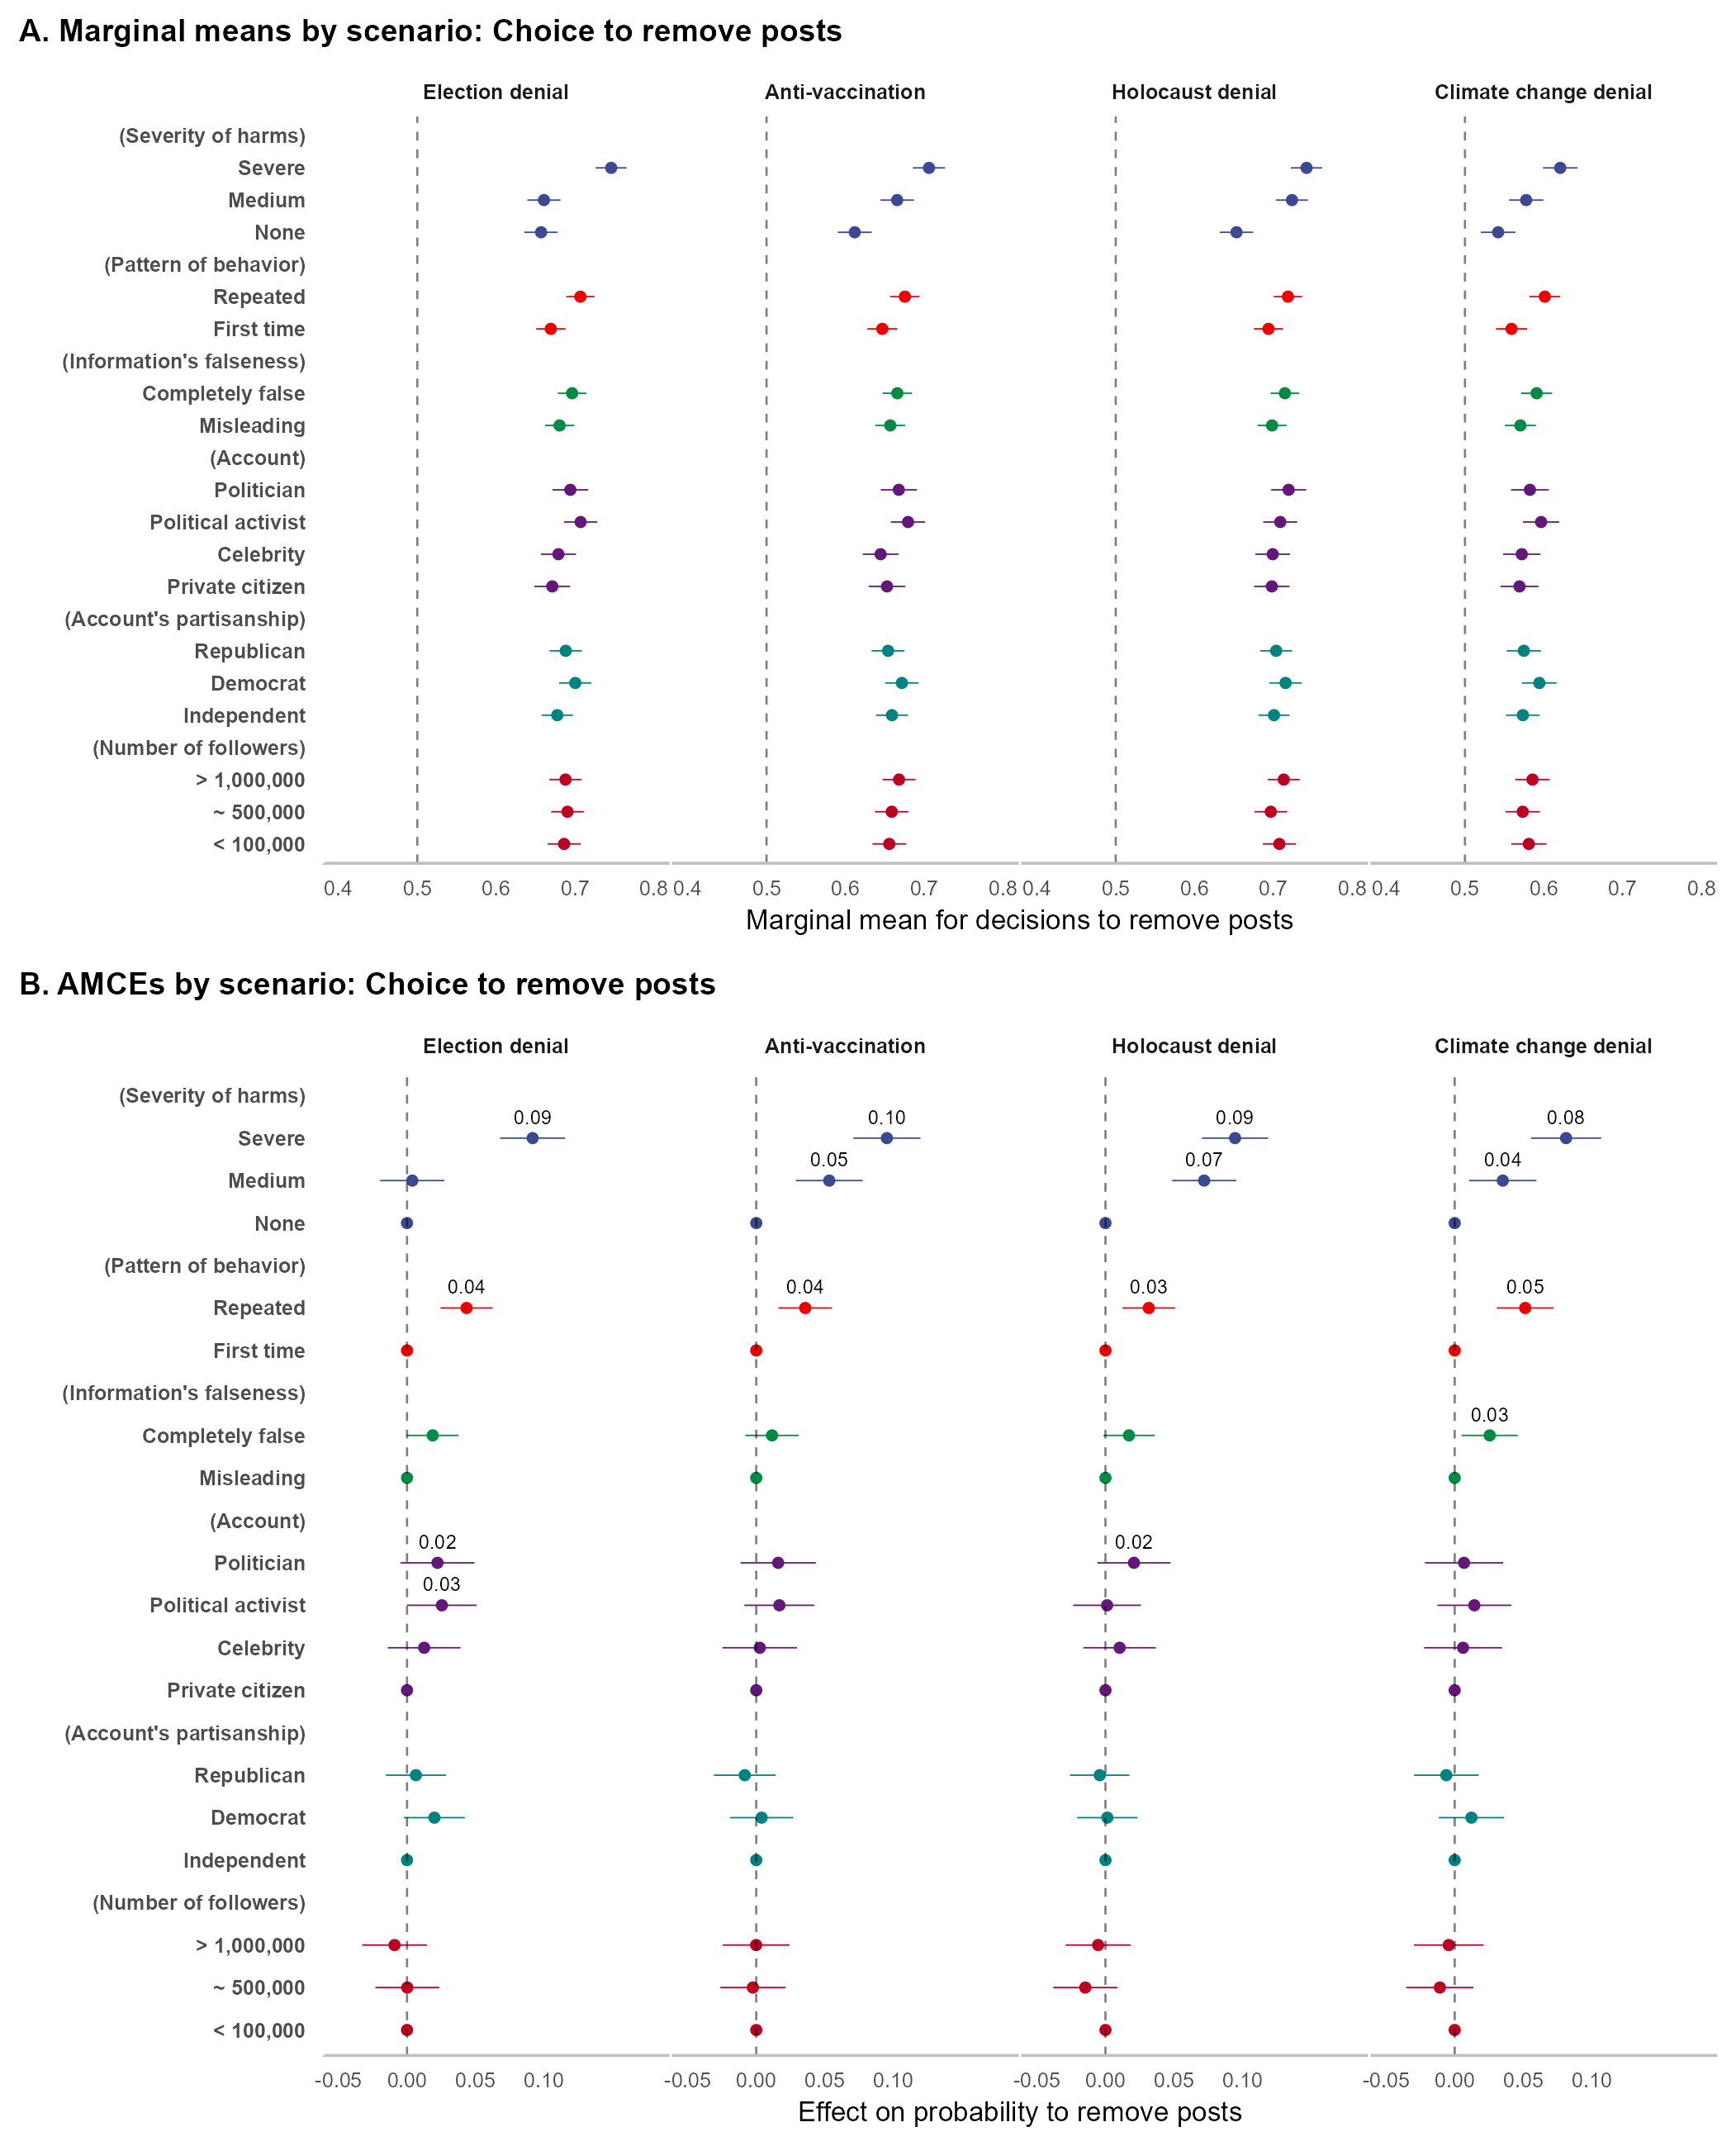 A. Marginal means by scenario: Choice to remove posts
Election denial Anti-vaccination Holocaust denial Climate change denial
(Severity of harms)
Severe
Medium
None
(Pattern of behavior)
Repeated
First time
(Information's falseness)
Completely false
Misleading
(Account)
Politician
Political activist
Celebrity
Private citizen
(Account's partisanship)
Republican
Democrat
Independent
(Number of followers)
> 1,000,000
~ 500,000
< 100,000
0.4 0.5 0.6 0.7 0.8 0.4 0.5 0.6 0.7 0.8 0.4 0.5 0.6 0.7 0.8 0.4 0.5 0.6 0.7 0.8
Marginal mean for decisions to remove posts
B. AMCEs by scenario: Choice to remove posts
Election denial Anti-vaccination Holocaust denial Climate change denial
(Severity of harms)
0.09 0.10 0.09 0.08
Severe
0.05 0.07 0.04
Medium
None
(Pattern of behavior)
0.04 0.04 0.03 0.05
Repeated
First time
(Information's falseness)
0.03
Completely false
Misleading
(Account)
0.02 0.02
Politician
0.03
Political activist
Celebrity
Private citizen
(Account's partisanship)
Republican
Democrat
Independent
(Number of followers)
> 1,000,000
~ 500,000
< 100,000
-0.05 0.00 0.05 0.10 -0.05 0.00 0.05 0.10 -0.05 0.00 0.05 0.10 -0.05 0.00 0.05 0.10
Effect on probability to remove posts